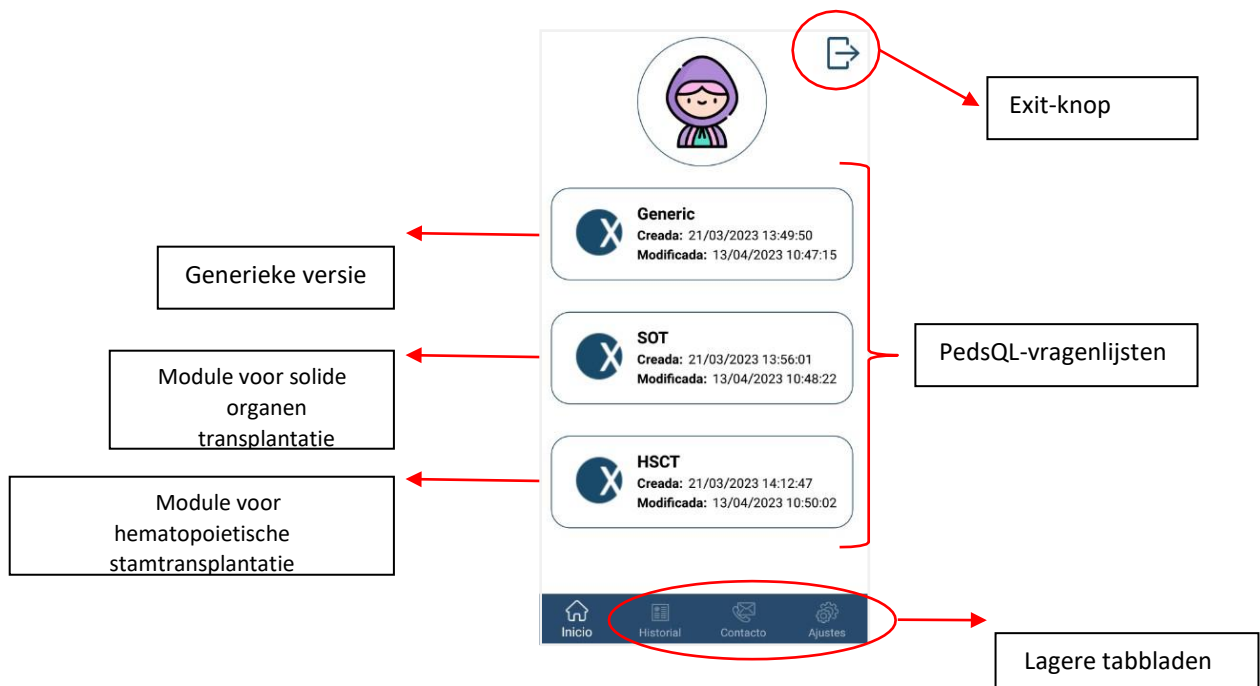 Exit-knop
Generic
Creada: 21/03/2023 13:49:50
Modificada: 13/04/2023 10:47:15
Generieke versie
SOT
Creada: 21/03/2023 13:56:01
Modificada: 13/04/2023 10:48:22
PedsQL-vragenlijsten
Module voor solide
organen
transplantatie
HSCT
Creada: 21/03/2023 14:12:47
Modificada: 13/04/2023 10:50:02
Module voor
hematopoietische
stamtransplantatie
Inicio
Historial
Contacto
Ajustes
Lagere tabbladen